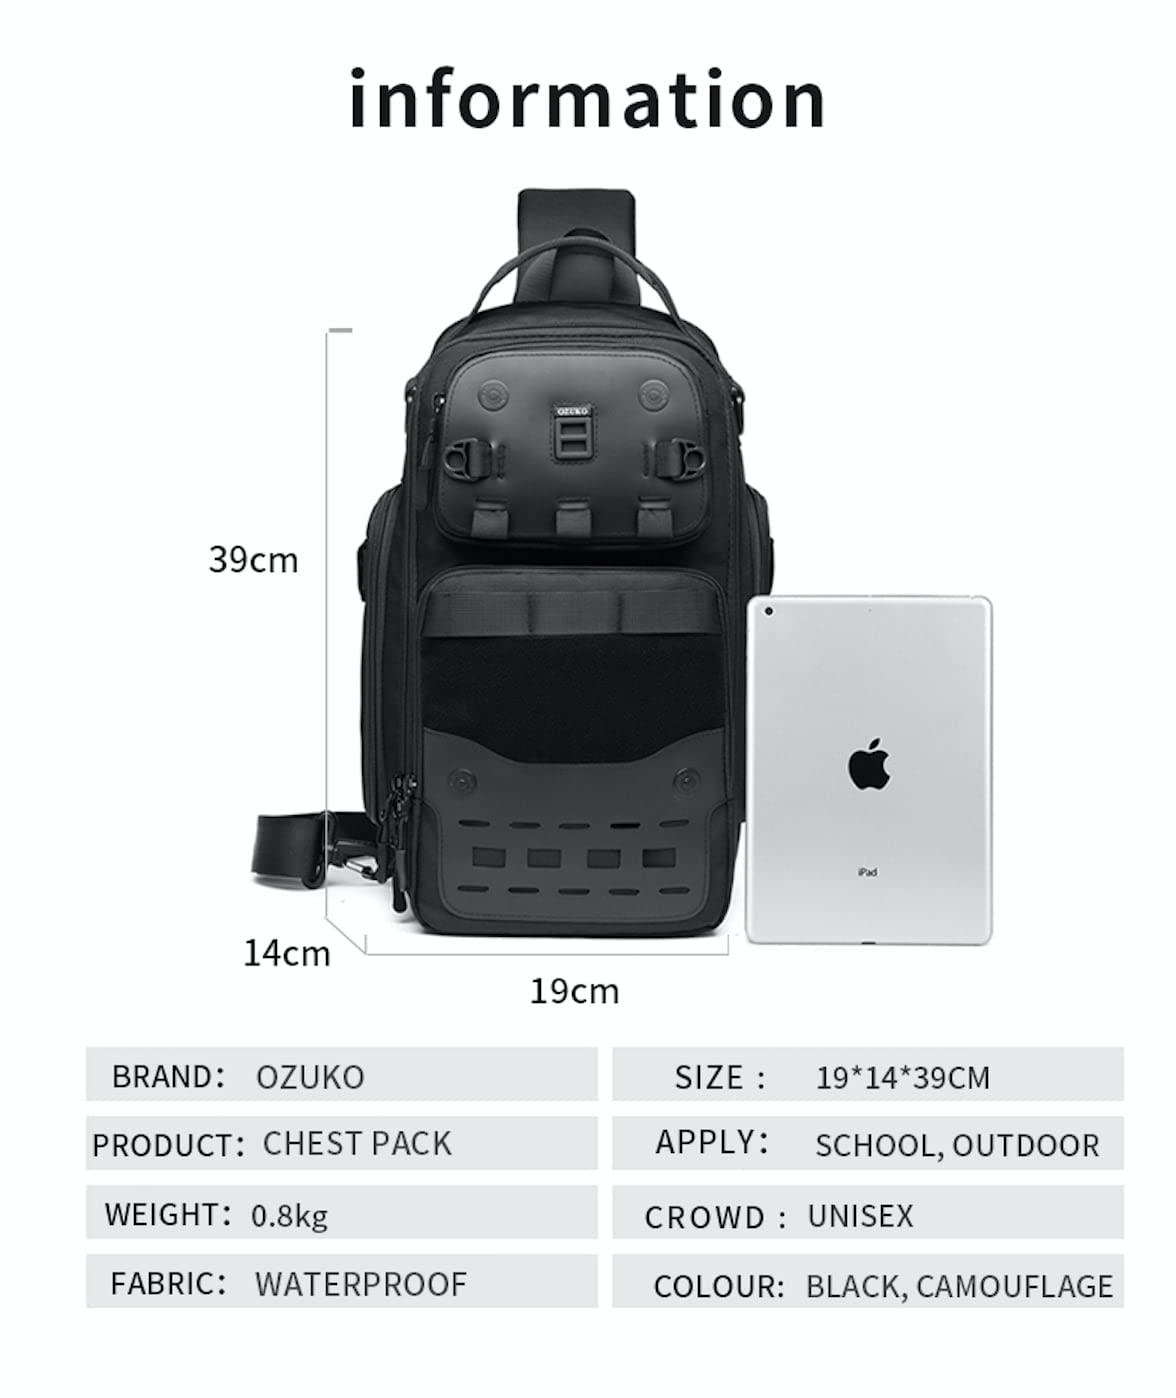 information
OZUKO
39cm
iPad
14cm
19cm
BRAND: OZUKO
SIZE : 19*14*39CM
PRODUCT: CHEST PACK
APPLY: SCHOOL, OUTDOOR
WEIGHT: 0.8kg
CROWD : UNISEX
FABRIC: WATERPROOF
COLOUR: BLACK, CAMOUFLAGE